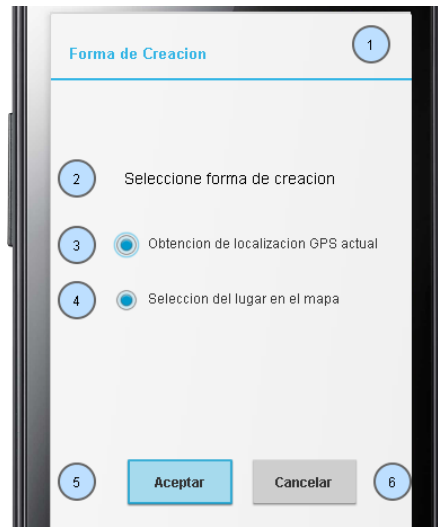 Forma de Creacion 1
2 Seleccione forma de creacion
3 Obtencion de localizacion GPS actual
4 Seleccion del lugar en el mapa
5 Aceptar Cancelar 6